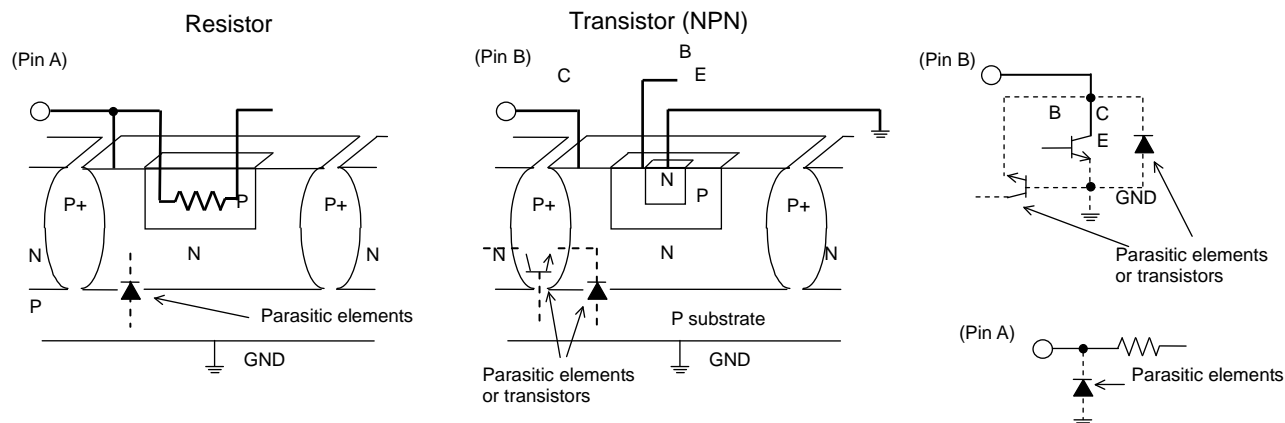 Resistor
(Pin A)
P+
P
P+
N
N
N
P
Parasitic elements
GND
Transistor (NPN)
(Pin B)
C
B
E
N
P+
P
P+
N
N
N
P substrate
GND
Parasitic elements
or transistors
(Pin B)
B
C
E
GND
Parasitic elements
or transistors
(Pin A)
Parasitic elements